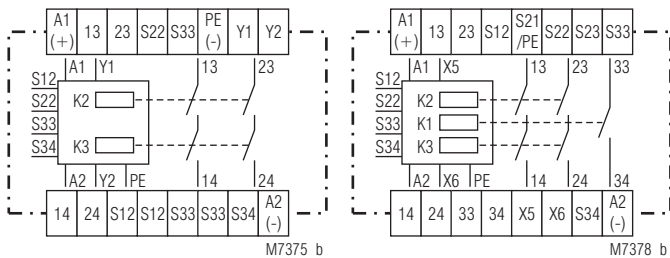 A1 (+) 13 23 S22 S33 PE (-) Y1 Y2
A1 Y1 13 23
S12
S22 K2
S33
S34 K3
A2 Y2 PE 14 24
14 24 S12 S12 S33 S33 S34 A2 (-)
M7375 b
A1 (+) 13 23 S12 S21 /PE S22 S23 S33
A1 X5 13 23 33
S12
S22 K2
S33 K1
S34 K3
A2 X6 PE 14 24 34
14 24 33 34 X5 X6 S34 A2 (-)
M7378 b